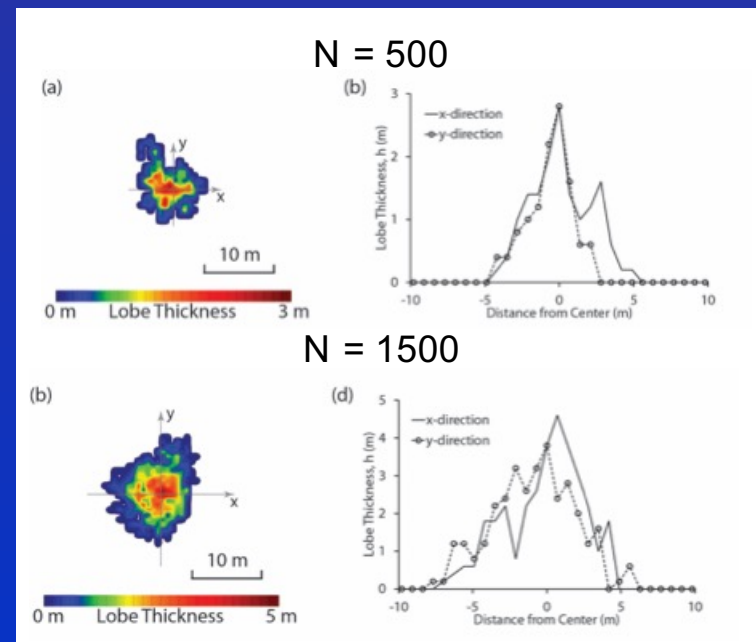 N = 500
(a)
y
x
10 m
0 m Lobe Thickness 3 m
(b)
x-direction
y-direction
Lobe Thickness, h (m)
3
2
1
0
-10 -5 0 5 10
Distance from Center (m)
N = 1500
(b)
y
x
10 m
0 m Lobe Thickness 5 m
(d)
x-direction
y-direction
Lobe Thickness, h (m)
5
4
3
2
1
0
-10 -5 0 5 10
Distance from Center (m)